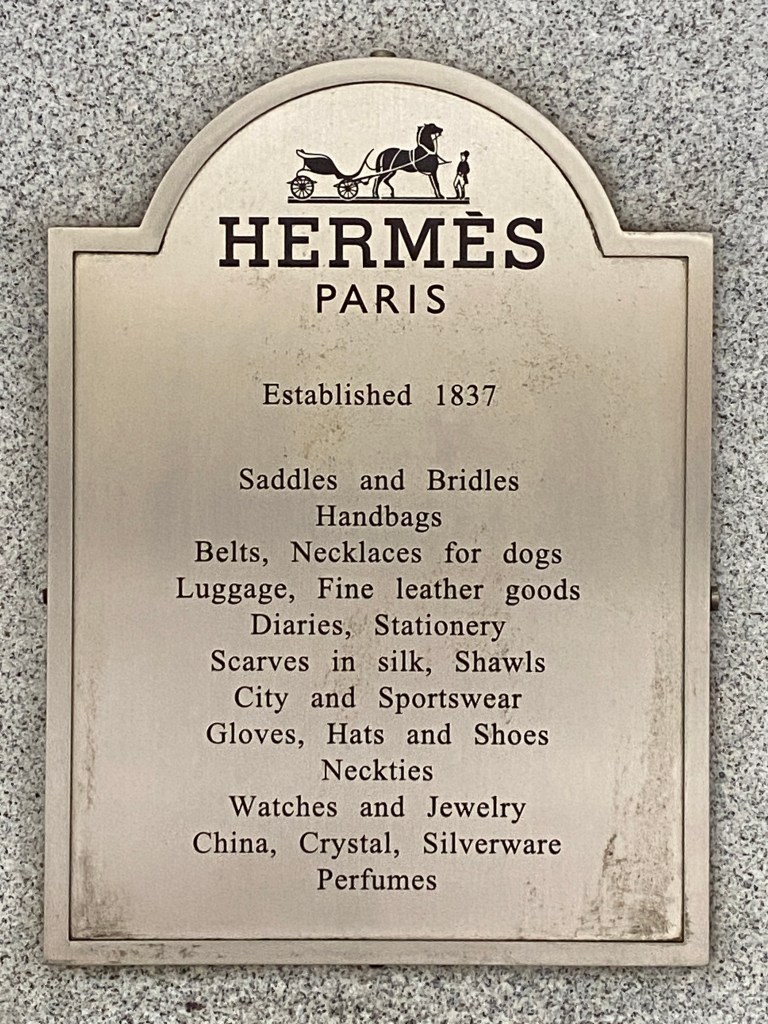 HERMÈS
PARIS
Established 1837
Saddles and Bridles
Handbags
Belts, Necklaces for dogs
Luggage, Fine leather goods
Diaries, Stationery
Scarves in silk, Shawls
City and Sportswear
Gloves, Hats and Shoes
Neckties
Watches and Jewelry
China, Crystal, Silverware
Perfumes